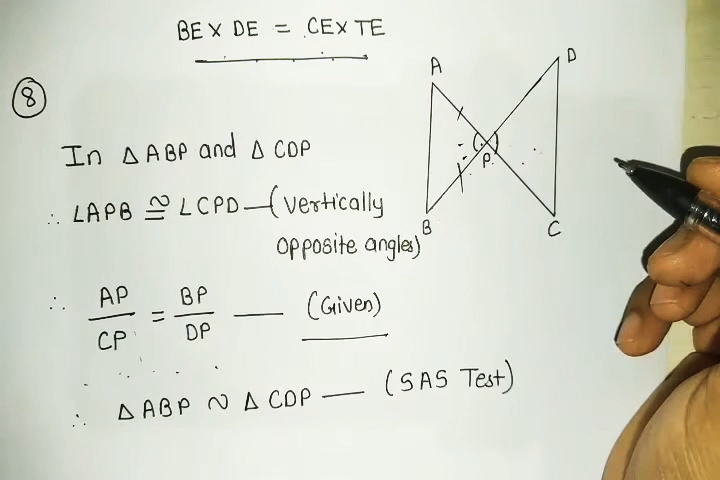 BE × DE = CE × TE
8
In △ ABP and △ CDP
∴ ∠APB ≅ ∠CPD — (Vertically
opposite angles)
∴ AP/CP = BP/DP — (Given)
∴ △ ABP ~ △ CDP — (SAS Test)
A
D
P
B
C